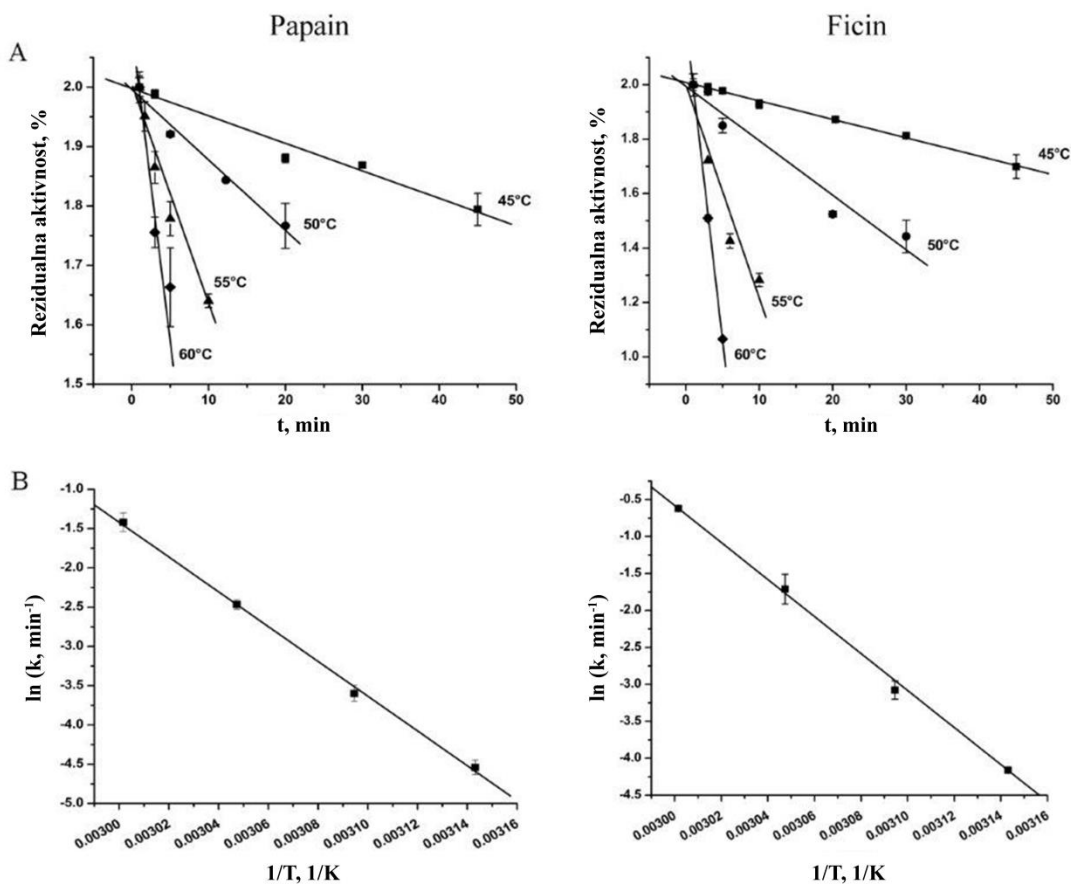 Papain
Ficin
A
Rezidualna aktivnost, %
2.0
1.9
1.8
1.7
1.6
1.5
45°C
50°C
55°C
60°C
0 10 20 30 40 50
t, min
Rezidualna aktivnost, %
2.0
1.8
1.6
1.4
1.2
1.0
45°C
50°C
55°C
60°C
0 10 20 30 40 50
t, min
B
ln (k, min⁻¹)
-1.0
-1.5
-2.0
-2.5
-3.0
-3.5
-4.0
-4.5
-5.0
0.00300 0.00302 0.00304 0.00306 0.00308 0.00310 0.00312 0.00314 0.00316
1/T, 1/K
ln (k, min⁻¹)
-0.5
-1.0
-1.5
-2.0
-2.5
-3.0
-3.5
-4.0
-4.5
0.00300 0.00302 0.00304 0.00306 0.00308 0.00310 0.00312 0.00314 0.00316
1/T, 1/K